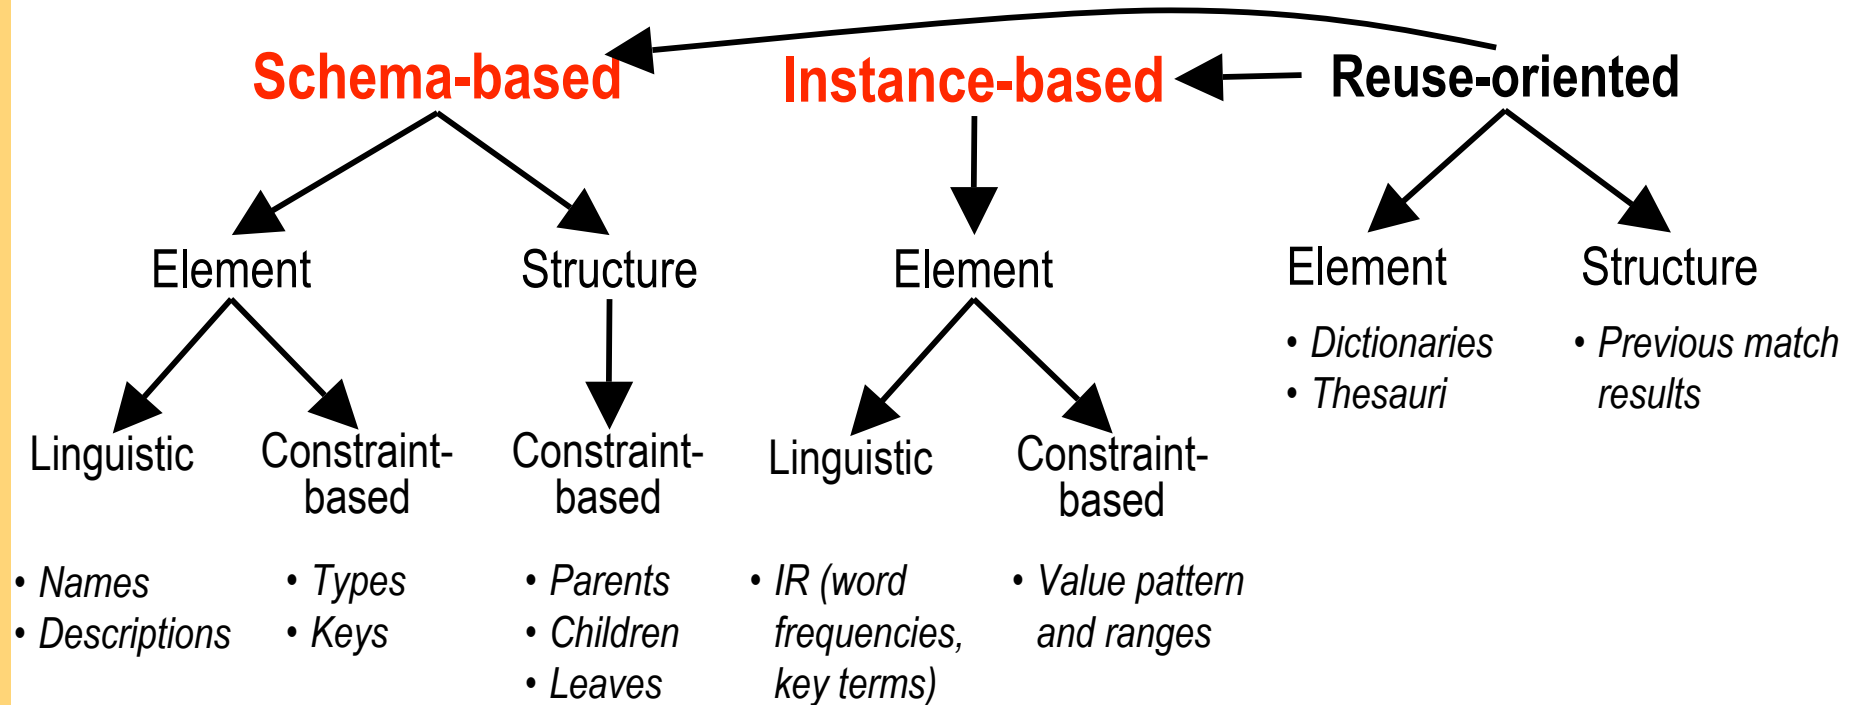 Schema-based
Instance-based
Reuse-oriented
Element
Structure
Element
Element
Structure
• Dictionaries
• Thesauri
• Previous match
results
Linguistic
Constraint-
based
Constraint-
based
Linguistic
Constraint-
based
• Names
• Descriptions
• Types
• Keys
• Parents
• Children
• Leaves
• IR (word
frequencies,
key terms)
• Value pattern
and ranges